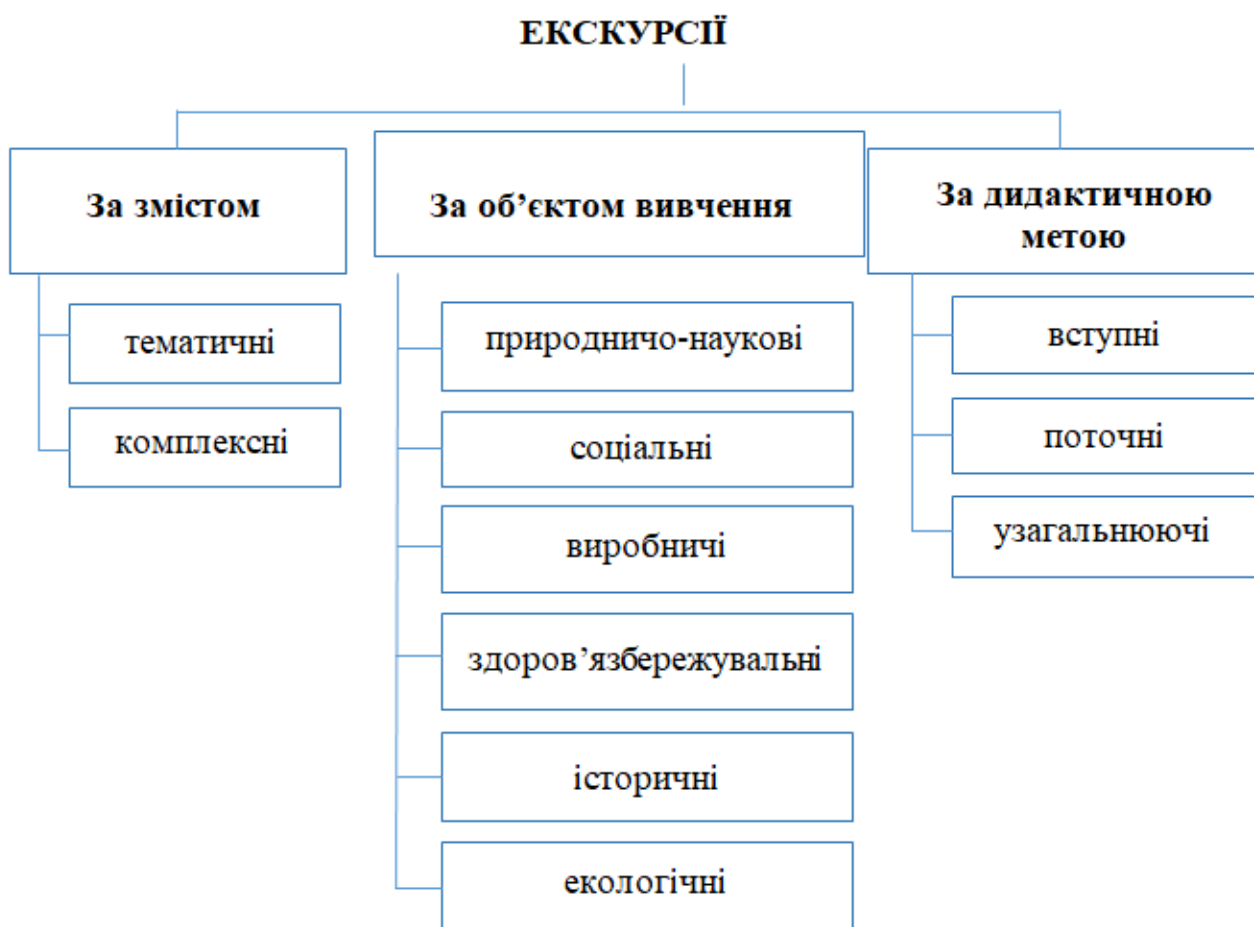 ЕКСКУРСІЇ
За змістом
тематичні
комплексні
За об’єктом вивчення
природничо-наукові
соціальні
виробничі
здоров’язбережувальні
історичні
екологічні
За дидактичною
метою
вступні
поточні
узагальнюючі